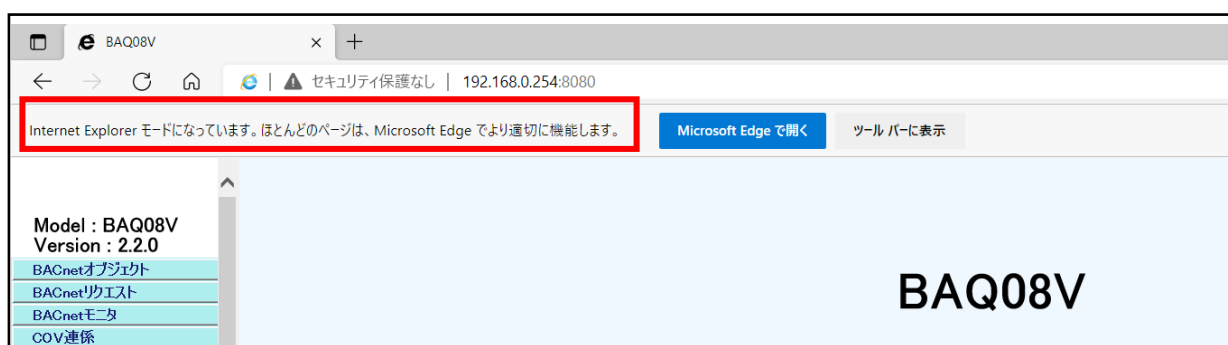 BAQ08V
セキュリティ保護なし | 192.168.0.254:8080
Internet Explorer モードになっています。ほとんどのページは、Microsoft Edge でより適切に機能します。
Microsoft Edge で開く
ツール バーに表示
Model : BAQ08V
Version : 2.2.0
BACnetオブジェクト
BACnetリクエスト
BACnetモニタ
COV連係
BAQ08V